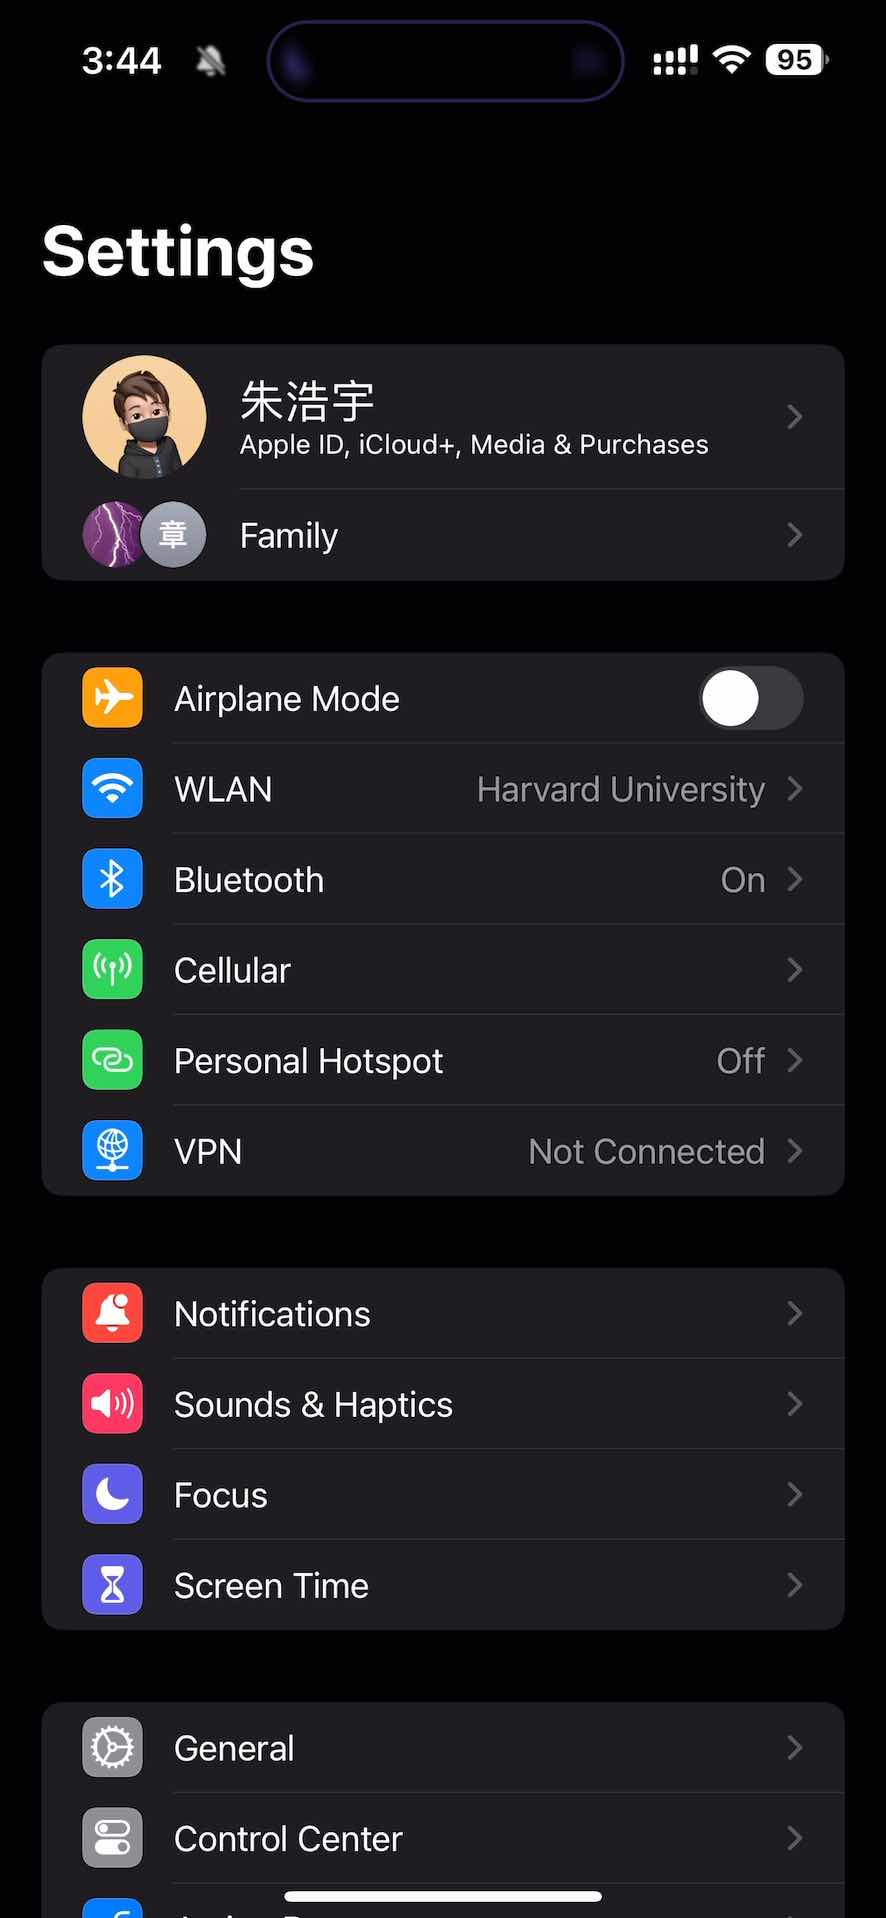 3:44
95
Settings
朱浩宇
Apple ID, iCloud+, Media & Purchases
章
Family
Airplane Mode
WLAN Harvard University
Bluetooth On
Cellular
Personal Hotspot Off
VPN Not Connected
Notifications
Sounds & Haptics
Focus
Screen Time
General
Control Center